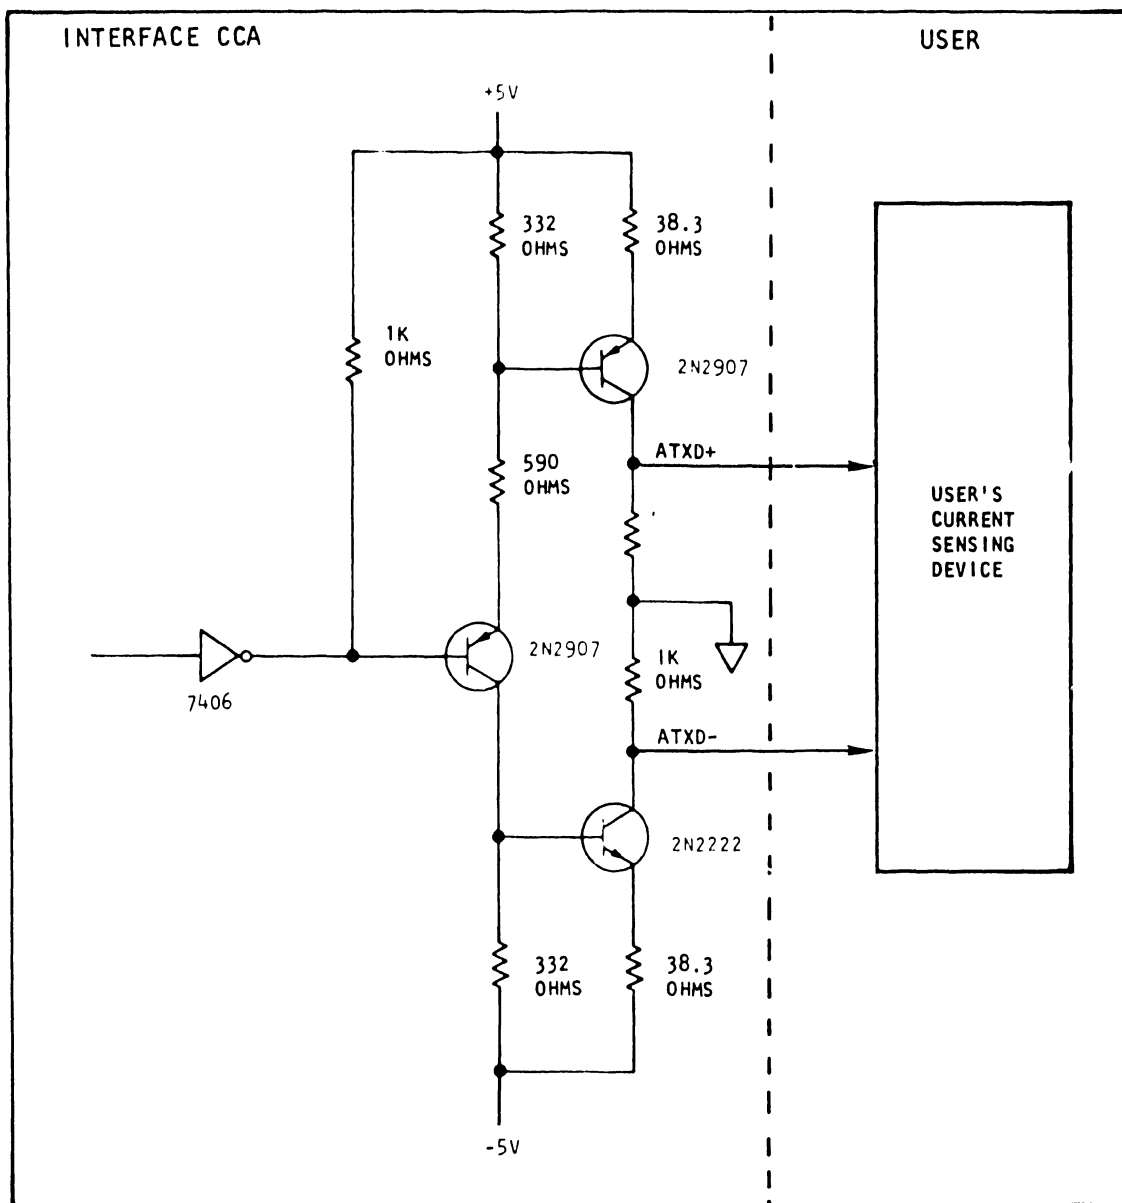 INTERFACE CCA
USER
+5V
332
OHMS
38.3
OHMS
1K
OHMS
2N2907
ATXD+
590
OHMS
USER'S
CURRENT
SENSING
DEVICE
2N2907
1K
OHMS
7406
ATXD-
2N2222
332
OHMS
38.3
OHMS
-5V